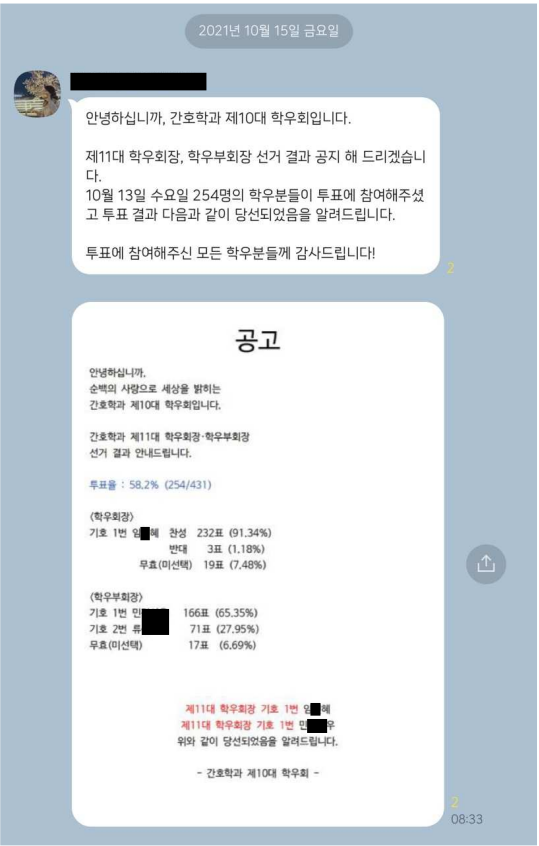 2021년 10월 15일 금요일
안녕하십니까, 간호학과 제10대 학우회입니다.
제11대 학우회장, 학우부회장 선거 결과 공지 해 드리겠습니
다.
10월 13일 수요일 254명의 학우분들이 투표에 참여해주셨
고 투표 결과 다음과 같이 당선되었음을 알려드립니다.
투표에 참여해주신 모든 학우분들께 감사드립니다!
2
공고
안녕하십니까,
순백의 사랑으로 세상을 밝히는
간호학과 제10대 학우회입니다.
간호학과 제11대 학우회장·학우부회장
선거 결과 안내드립니다.
투표율 : 58.2% (254/431)
<학우회장>
기호 1번 임 혜 찬성 232표 (91.34%)
반대 3표 (1.18%)
무효(미선택) 19표 (7.48%)
<학우부회장>
기호 1번 민 166표 (65.35%)
기호 2번 류 71표 (27.95%)
무효(미선택) 17표 (6.69%)
제11대 학우회장 기호 1번 임 혜
제11대 학우회장 기호 1번 민 우
위와 같이 당선되었음을 알려드립니다.
- 간호학과 제10대 학우회 -
2
08:33